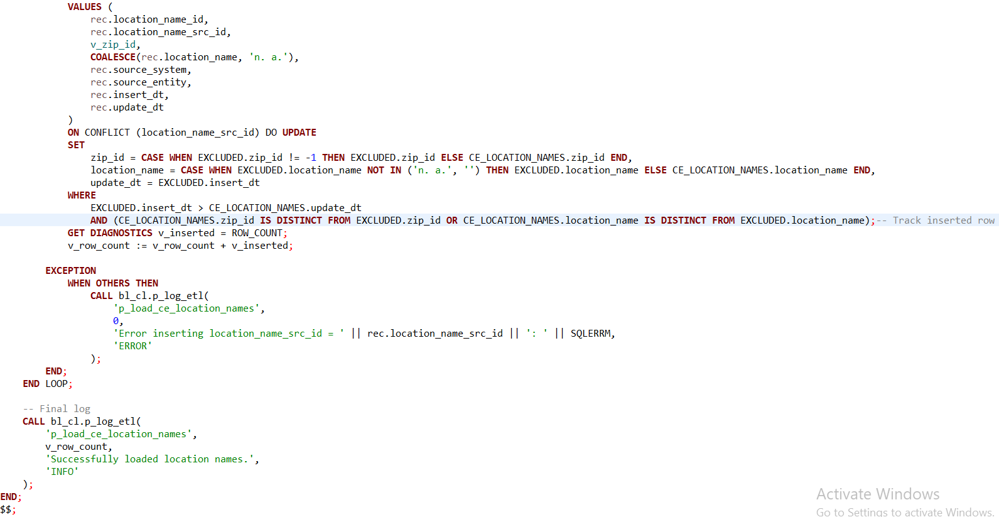 VALUES (
rec.location_name_id,
rec.location_name_src_id,
v_zip_id,
COALESCE(rec.location_name, 'n. a.'),
rec.source_system,
rec.source_entity,
rec.insert_dt,
rec.update_dt
)
ON CONFLICT (location_name_src_id) DO UPDATE
SET
zip_id = CASE WHEN EXCLUDED.zip_id != -1 THEN EXCLUDED.zip_id ELSE CE_LOCATION_NAMES.zip_id END,
location_name = CASE WHEN EXCLUDED.location_name NOT IN ('n. a.', '') THEN EXCLUDED.location_name ELSE CE_LOCATION_NAMES.location_name END,
update_dt = EXCLUDED.insert_dt
WHERE
EXCLUDED.insert_dt > CE_LOCATION_NAMES.update_dt
AND (CE_LOCATION_NAMES.zip_id IS DISTINCT FROM EXCLUDED.zip_id OR CE_LOCATION_NAMES.location_name IS DISTINCT FROM EXCLUDED.location_name);-- Track inserted row
GET DIAGNOSTICS v_inserted = ROW_COUNT;
v_row_count := v_row_count + v_inserted;
EXCEPTION
WHEN OTHERS THEN
CALL bl_cl.p_log_etl(
'p_load_ce_location_names',
0,
'Error inserting location_name_src_id = ' || rec.location_name_src_id || ': ' || SQLERRM,
'ERROR'
);
END;
END LOOP;
-- Final log
CALL bl_cl.p_log_etl(
'p_load_ce_location_names',
v_row_count,
'Successfully loaded location names.',
'INFO'
);
END;
$$;
Activate Windows
Go to Settings to activate Windows.